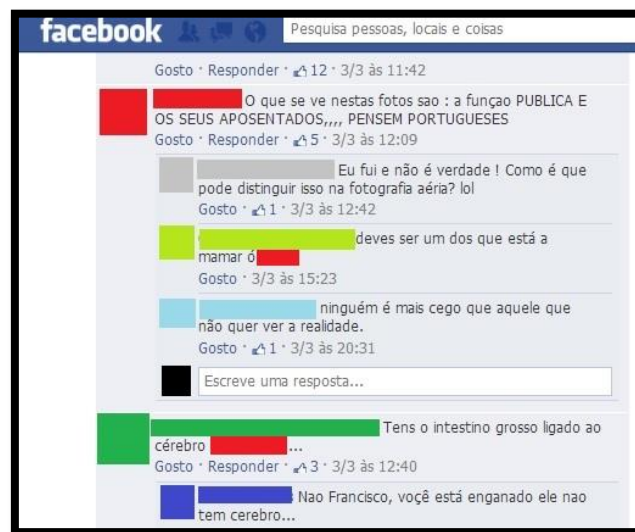 facebook Pesquisa pessoas, locais e coisas
Gosto · Responder · 12 · 3/3 às 11:42
O que se ve nestas fotos sao : a funçao PUBLICA E
OS SEUS APOSENTADOS,,,, PENSEM PORTUGUESES
Gosto · Responder · 5 · 3/3 às 12:09
Eu fui e não é verdade ! Como é que
pode distinguir isso na fotografia aéria? lol
Gosto · 1 · 3/3 às 12:42
deves ser um dos que está a
mamar ó
Gosto · 3/3 às 15:23
ninguém é mais cego que aquele que
não quer ver a realidade.
Gosto · 1 · 3/3 às 20:31
Escreve uma resposta...
Tens o intestino grosso ligado ao
cérebro ...
Gosto · Responder · 3 · 3/3 às 12:40
Nao Francisco, voçê está enganado ele nao
tem cerebro...